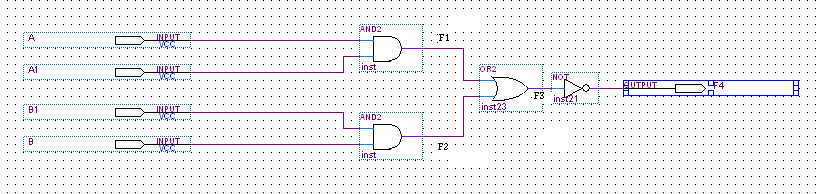 A INPUT VCC
A1 INPUT VCC
B1 INPUT VCC
B INPUT VCC
AND2
inst
F1
AND2
inst
F2
OR2
inst23
F3
NOT
inst21
OUTPUT F4